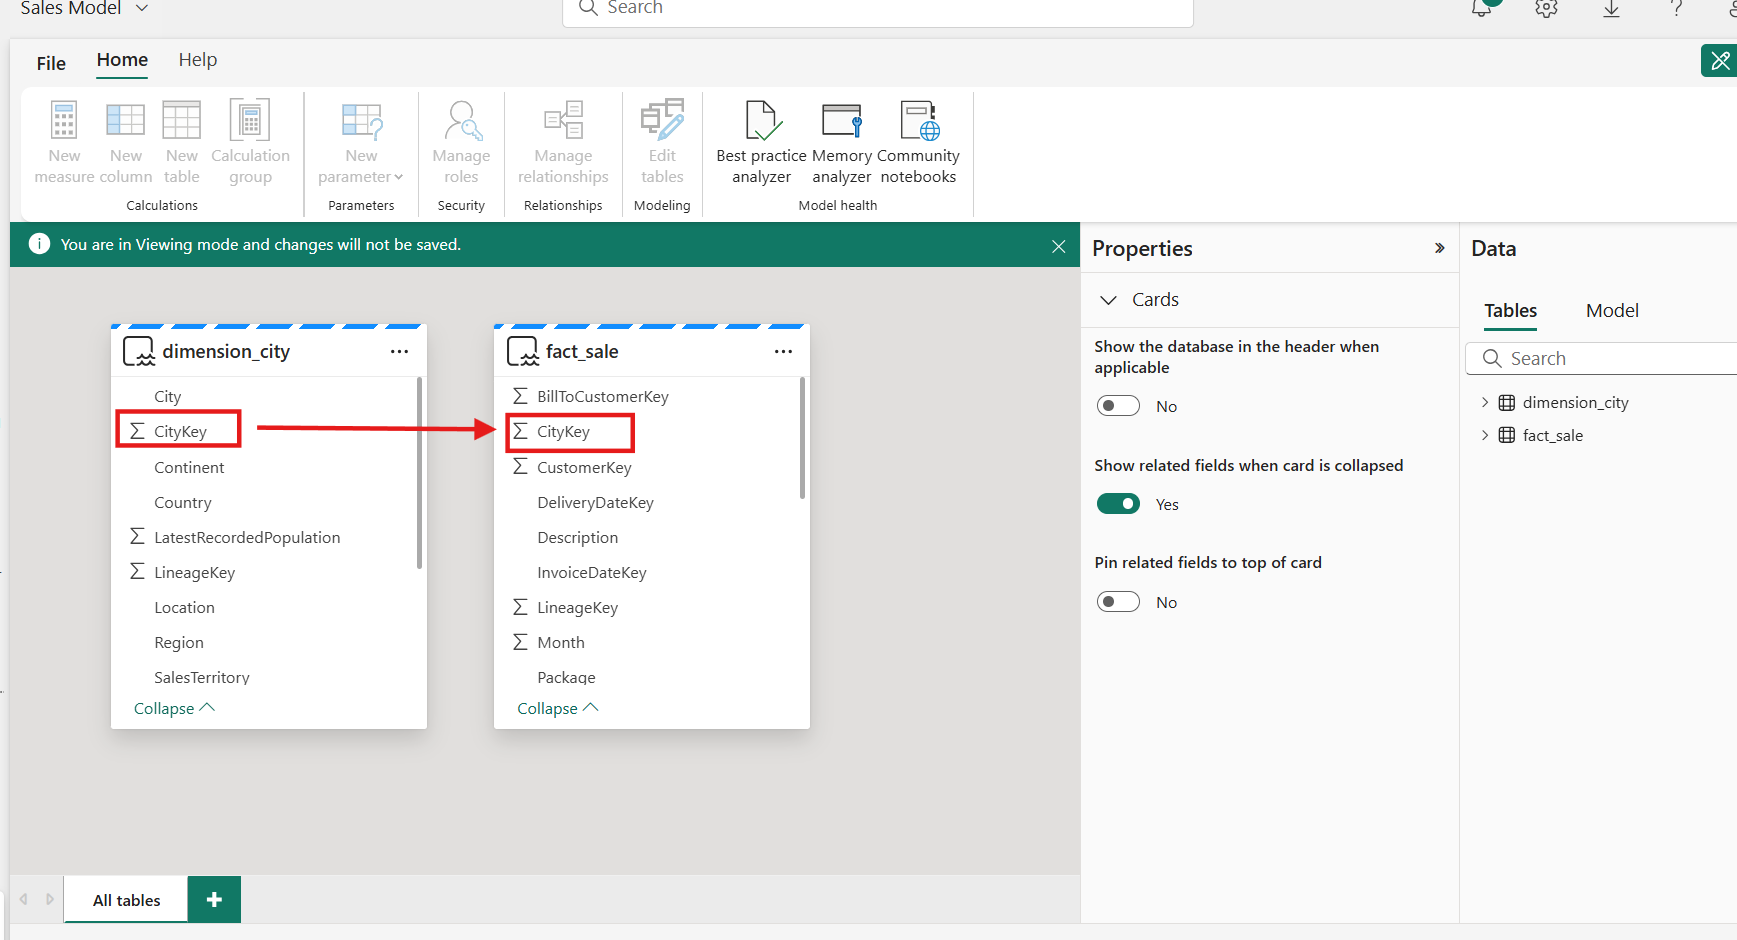 Sales Model
Search
File
Home
Help
New
measure
New
column
New
table
Calculation
group
Calculations
New
parameter
Parameters
Manage
roles
Security
Manage
relationships
Relationships
Edit
tables
Modeling
Best practice
analyzer
Memory
analyzer
Community
notebooks
Model health
You are in Viewing mode and changes will not be saved.
dimension_city
City
CityKey
Continent
Country
LatestRecordedPopulation
LineageKey
Location
Region
SalesTerritory
Collapse
fact_sale
BillToCustomerKey
CityKey
CustomerKey
DeliveryDateKey
Description
InvoiceDateKey
LineageKey
Month
Package
Collapse
Properties
Cards
Show the database in the header when
applicable
No
Show related fields when card is collapsed
Yes
Pin related fields to top of card
No
Data
Tables
Model
Search
dimension_city
fact_sale
All tables